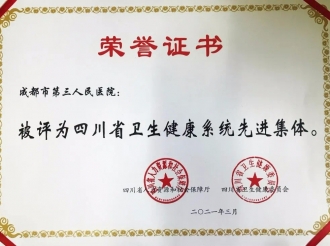 荣誉证书
成都市第三人民医院：
被评为四川省卫生健康系统先进集体。
四川省人力资源和社会保障厅 四川省卫生健康委员会
二〇二一年三月